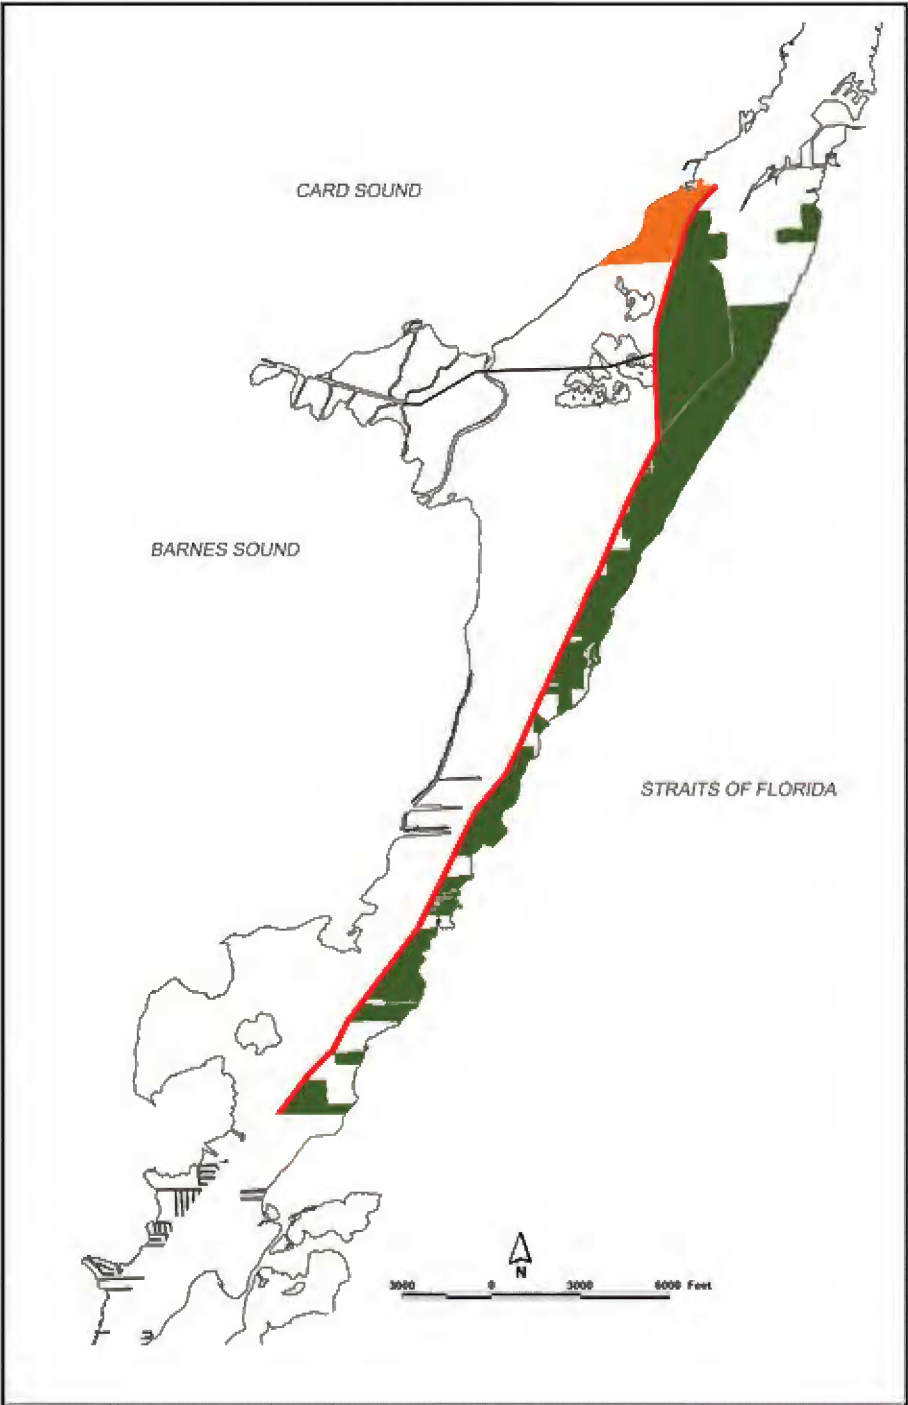 CARD SOUND
BARNES SOUND
STRAITS OF FLORIDA
N
3000 0 3000 6000 Feet